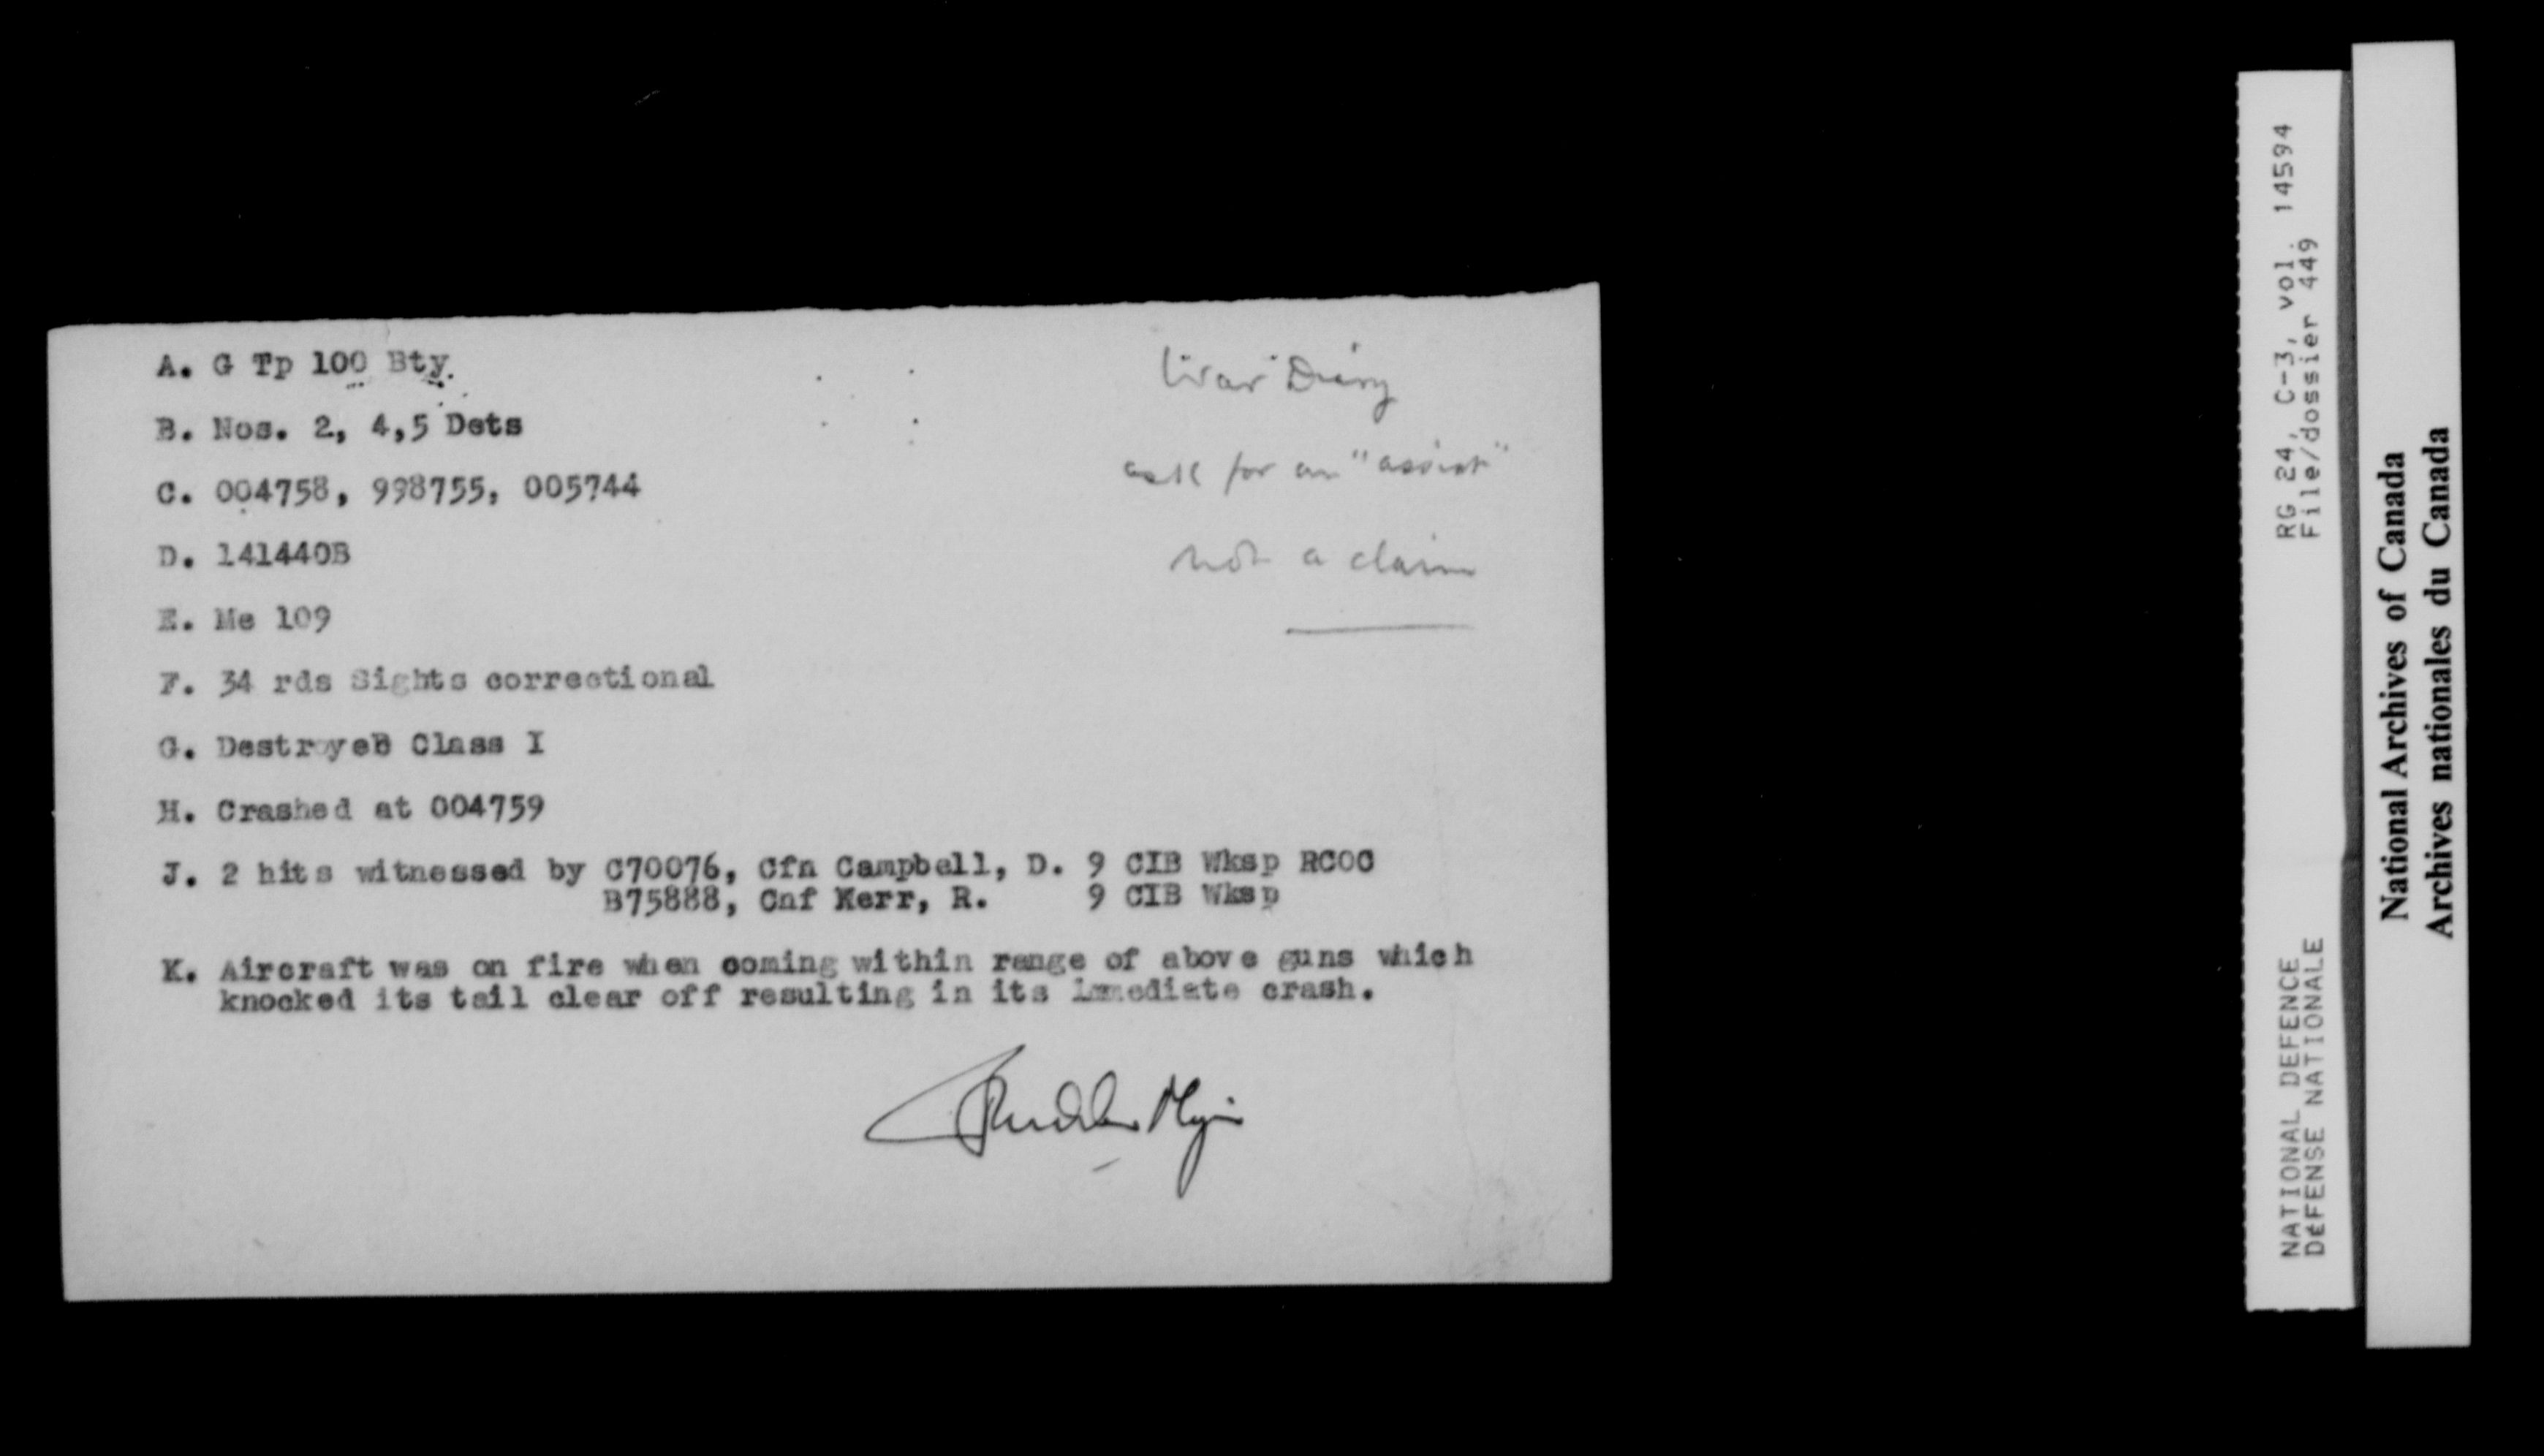 A. G Tp 100 Bty.
War Diary
B. Nos. 2, 4,5 Dets
ask for an "assist"
C. 004758, 998755, 005744
not a claim
D. 141440B
E. Me 109
F. 34 rds Sights correctional
G. DestroyeB Class I
H. Crashed at 004759
J. 2 hits witnessed by C70076, Cfn Campbell, D. 9 CIB Wksp RCOC
B75888, Cnf Kerr, R. 9 CIB Wksp
K. Aircraft was on fire when coming within range of above guns which
knocked its tail clear off resulting in its immediate crash.
RG 24, C-3, vol. 14594
File/dossier 449
NATIONAL DEFENCE
DÉFENSE NATIONALE
National Archives of Canada
Archives nationales du Canada